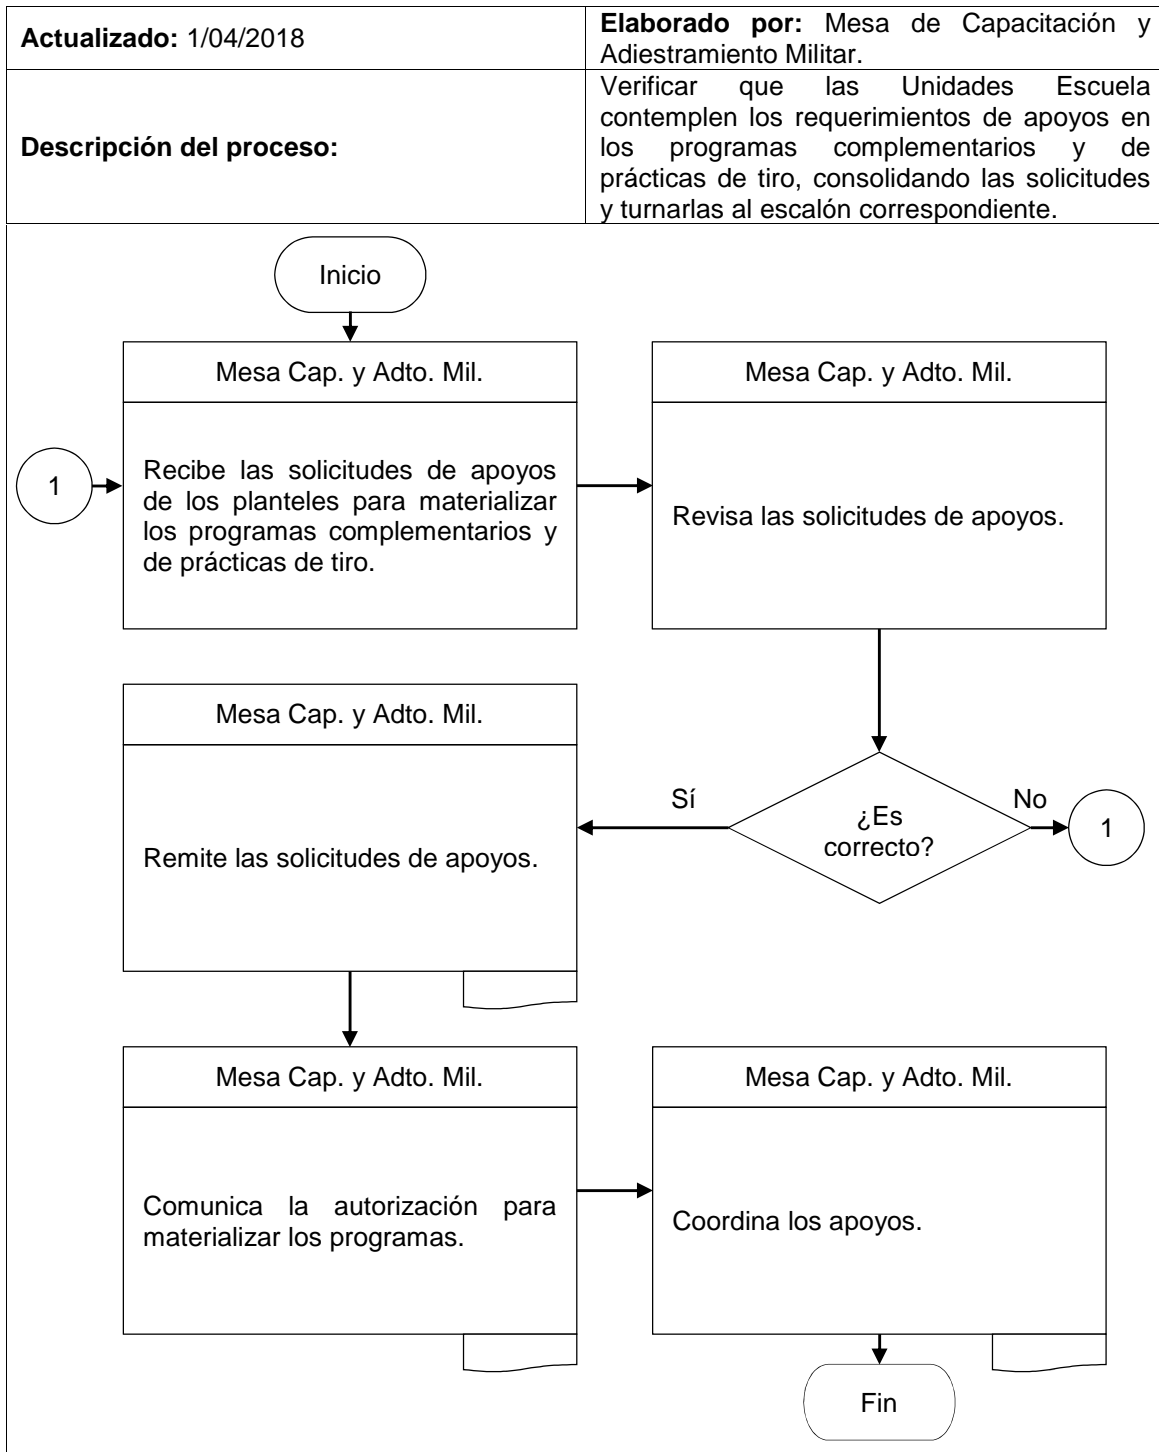 Actualizado: 1/04/2018
Elaborado por: Mesa de Capacitación y
Adiestramiento Militar.
Descripción del proceso:
Verificar que las Unidades Escuela
contemplen los requerimientos de apoyos en
los programas complementarios y de
prácticas de tiro, consolidando las solicitudes
y turnarlas al escalón correspondiente.
Inicio
Mesa Cap. y Adto. Mil.
1
Recibe las solicitudes de apoyos
de los planteles para materializar
los programas complementarios y
de prácticas de tiro.
Mesa Cap. y Adto. Mil.
Revisa las solicitudes de apoyos.
¿Es
correcto?
No
1
Sí
Mesa Cap. y Adto. Mil.
Remite las solicitudes de apoyos.
Mesa Cap. y Adto. Mil.
Comunica la autorización para
materializar los programas.
Mesa Cap. y Adto. Mil.
Coordina los apoyos.
Fin